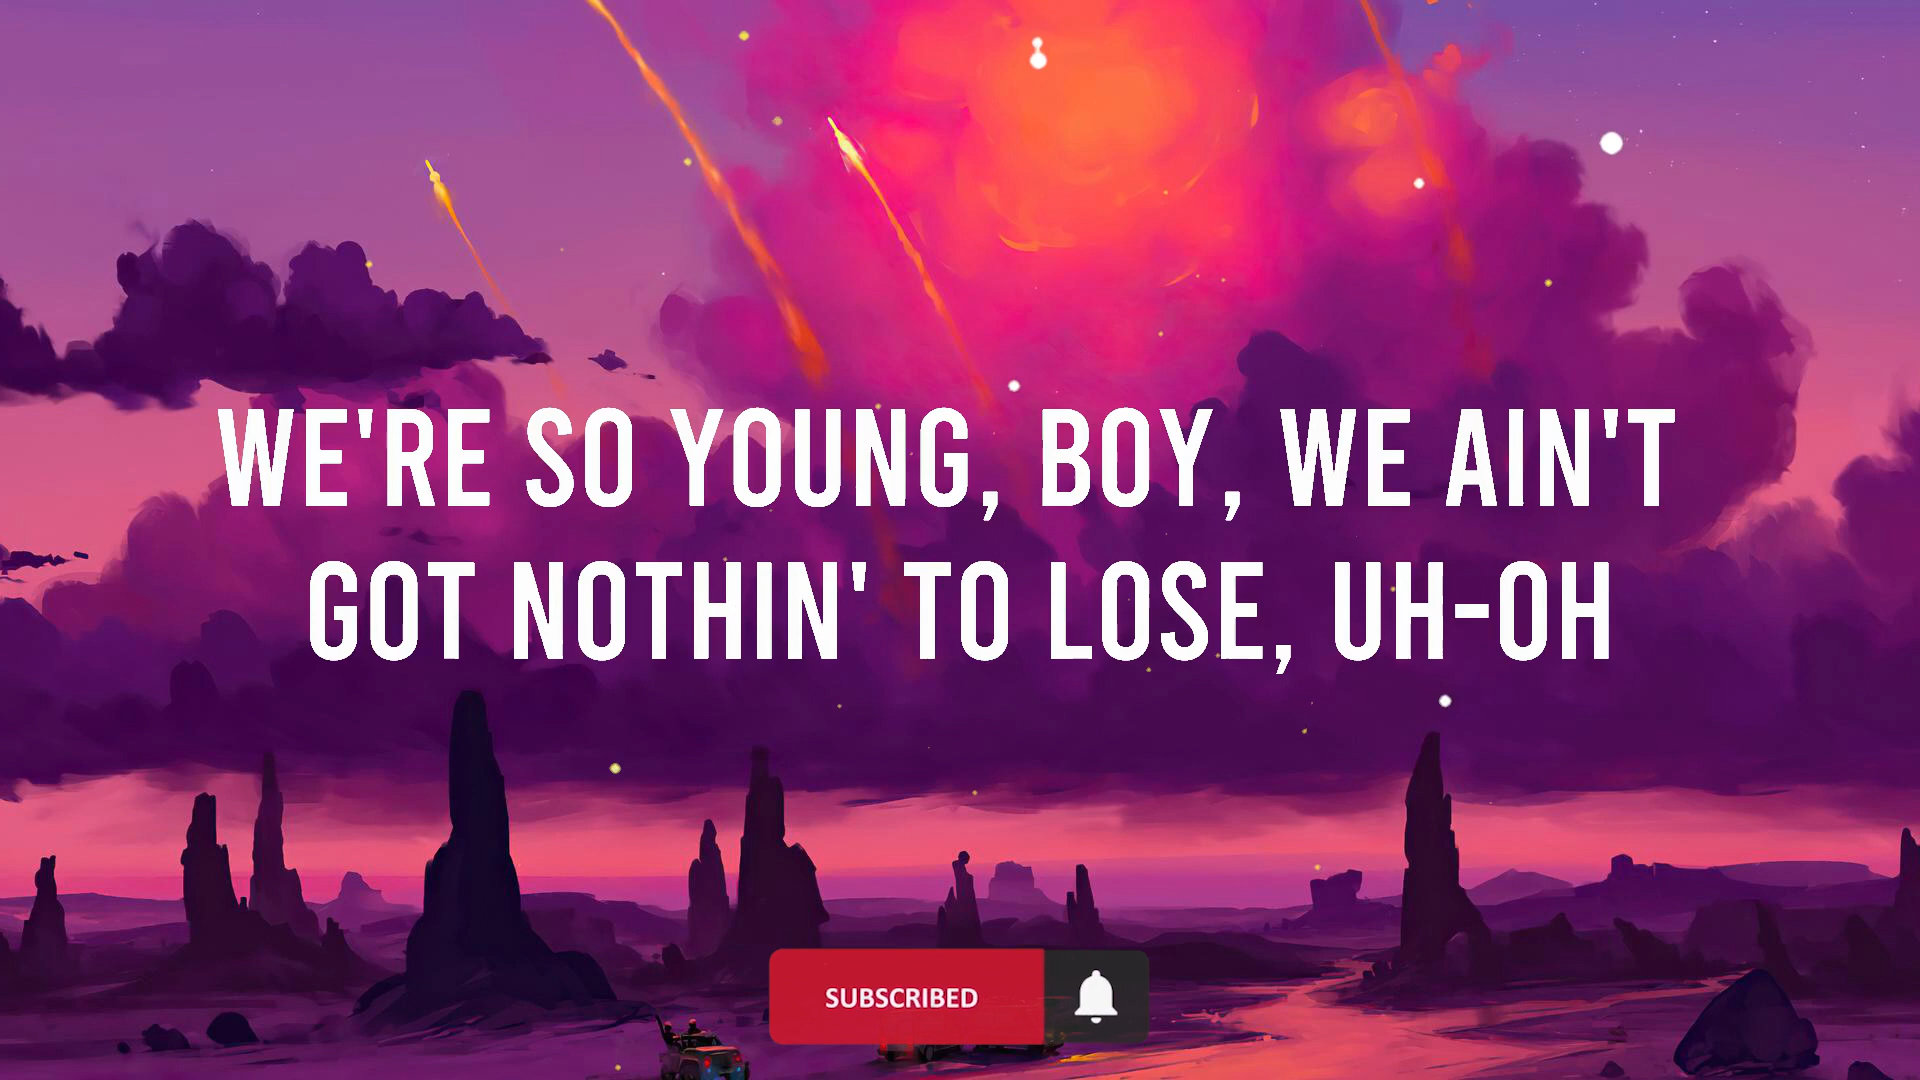 WE'RE SO YOUNG, BOY, WE AIN'T
GOT NOTHIN' TO LOSE, UH-OH
SUBSCRIBED